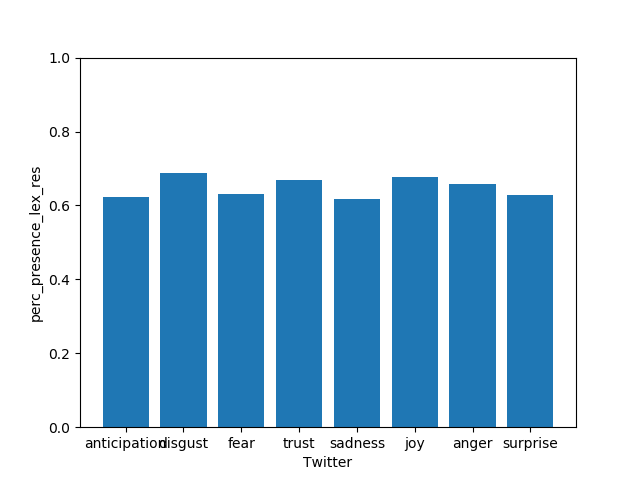 perc_presence_lex_res
1.0
0.8
0.6
0.4
0.2
0.0
anticipation disgust fear trust sadness joy anger surprise
Twitter